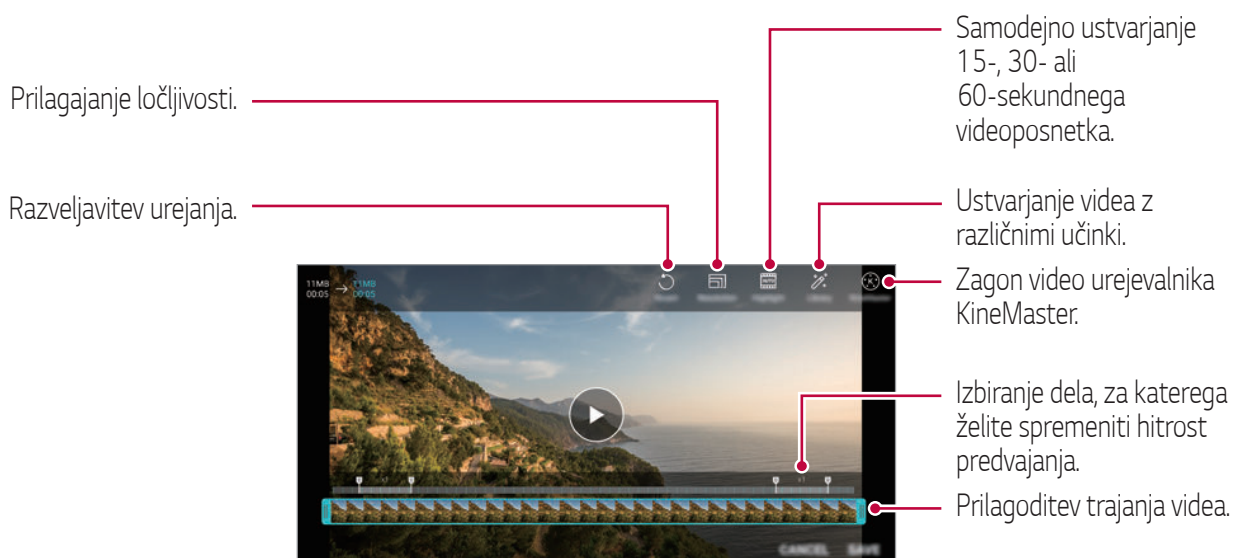 Samodejno ustvarjanje
15-, 30- ali
60-sekundnega
videoposnetka.
Prilagajanje ločljivosti.
Razveljavitev urejanja.
Ustvarjanje videa z
različnimi učinki.
Zagon video urejevalnika
KineMaster.
11MB
00:05
→
11MB
00:05
Izbiranje dela, za katerega
želite spremeniti hitrost
predvajanja.
Prilagoditev trajanja videa.
CANCEL SAVE